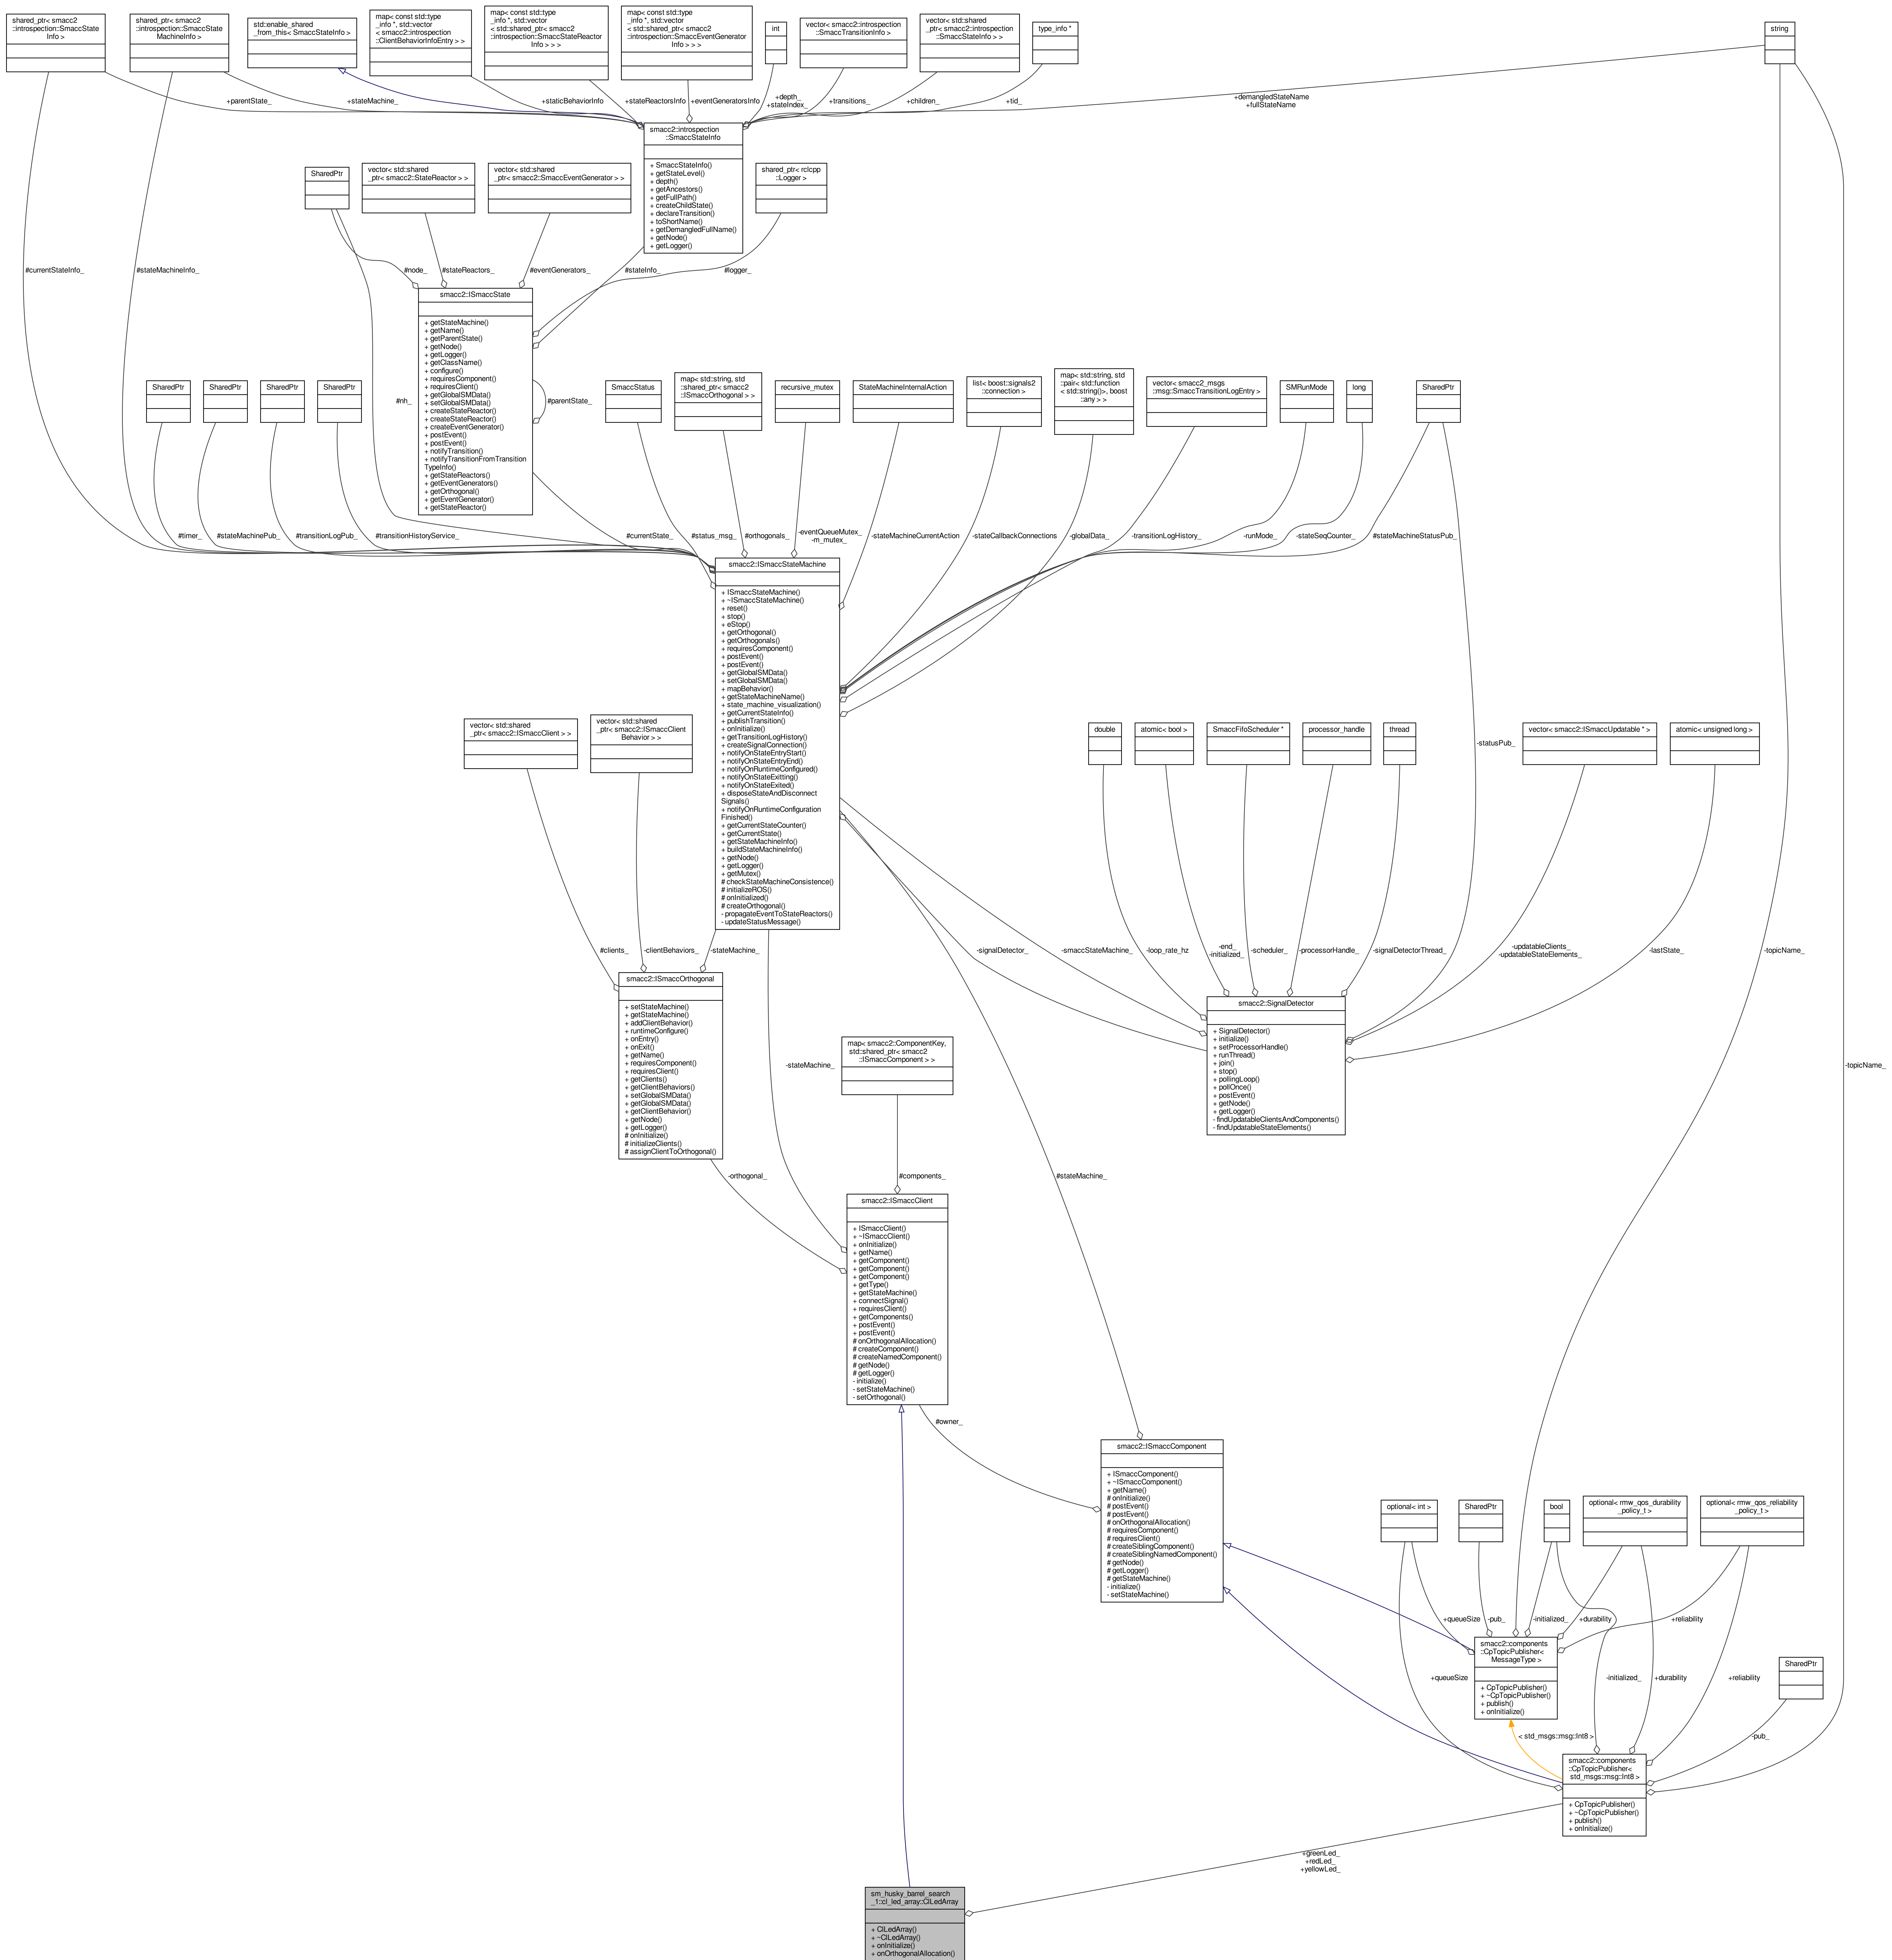 shared_ptr< smacc2
::introspection::SmaccState
Info >
shared_ptr< smacc2
::introspection::SmaccState
MachineInfo >
std::enable_shared
_from_this< SmaccStateInfo >
map< const std::type
_info *, std::vector
< smacc2::introspection
::ClientBehaviorInfoEntry > >
map< const std::type
_info *, std::vector
< std::shared_ptr< smacc2
::introspection::SmaccStateReactor
Info > > >
map< const std::type
_info *, std::vector
< std::shared_ptr< smacc2
::introspection::SmaccEventGenerator
Info > > >
int
vector< smacc2::introspection
::SmaccTransitionInfo >
vector< std::shared
_ptr< smacc2::introspection
::SmaccStateInfo > >
type_info *
string
+parentState_
+stateMachine_
+staticBehaviorInfo
+stateReactorsInfo
+eventGeneratorsInfo
+depth_
+stateIndex_
+transitions_
+children_
+tid_
+demangledStateName
+fullStateName
smacc2::introspection
::SmaccStateInfo
+ SmaccStateInfo()
+ getStateLevel()
+ depth()
+ getAncestors()
+ getFullPath()
+ createChildState()
+ declareTransition()
+ toShortName()
+ getDemangledFullName()
+ getNode()
+ getLogger()
SharedPtr
vector< std::shared
_ptr< smacc2::StateReactor > >
vector< std::shared
_ptr< smacc2::SmaccEventGenerator > >
shared_ptr< rclcpp
::Logger >
#currentStateInfo_
#stateMachineInfo_
#node_
#stateReactors_
#eventGenerators_
#stateInfo_
#logger_
smacc2::ISmaccState
+ getStateMachine()
+ getName()
+ getParentState()
+ getNode()
+ getLogger()
+ getClassName()
+ configure()
+ requiresComponent()
+ requiresClient()
+ getGlobalSMData()
+ setGlobalSMData()
+ createStateReactor()
+ createStateReactor()
+ createEventGenerator()
+ postEvent()
+ postEvent()
+ notifyTransition()
+ notifyTransitionFromTransition
TypeInfo()
+ getStateReactors()
+ getEventGenerators()
+ getOrthogonal()
+ getEventGenerator()
+ getStateReactor()
#nh_
#parentState_
SharedPtr
SharedPtr
SharedPtr
SharedPtr
SmaccStatus
map< std::string, std
::shared_ptr< smacc2
::ISmaccOrthogonal > >
recursive_mutex
StateMachineInternalAction
list< boost::signals2
::connection >
map< std::string, std
::pair< std::function
< std::string()>, boost
::any > >
vector< smacc2_msgs
::msg::SmaccTransitionLogEntry >
SMRunMode
long
SharedPtr
#timer_
#stateMachinePub_
#transitionLogPub_
#transitionHistoryService_
#currentState_
#status_msg_
#orthogonals_
-eventQueueMutex_
-m_mutex_
-stateMachineCurrentAction
-stateCallbackConnections
-globalData_
-transitionLogHistory_
-runMode_
-stateSeqCounter_
#stateMachineStatusPub_
smacc2::ISmaccStateMachine
+ ISmaccStateMachine()
+ ~ISmaccStateMachine()
+ reset()
+ stop()
+ eStop()
+ getOrthogonal()
+ getOrthogonals()
+ requiresComponent()
+ postEvent()
+ postEvent()
+ getGlobalSMData()
+ setGlobalSMData()
+ mapBehavior()
+ getStateMachineName()
+ state_machine_visualization()
+ getCurrentStateInfo()
+ publishTransition()
+ onInitialize()
+ getTransitionLogHistory()
+ createSignalConnection()
+ notifyOnStateEntryStart()
+ notifyOnStateEntryEnd()
+ notifyOnRuntimeConfigured()
+ notifyOnStateExitting()
+ notifyOnStateExited()
+ disposeStateAndDisconnect
Signals()
+ notifyOnRuntimeConfiguration
Finished()
+ getCurrentStateCounter()
+ getCurrentState()
+ getStateMachineInfo()
+ buildStateMachineInfo()
+ getNode()
+ getLogger()
+ getMutex()
# checkStateMachineConsistence()
# initializeROS()
# onInitialized()
# createOrthogonal()
- propagateEventToStateReactors()
- updateStatusMessage()
vector< std::shared
_ptr< smacc2::ISmaccClient > >
vector< std::shared
_ptr< smacc2::ISmaccClient
Behavior > >
double
atomic< bool >
SmaccFifoScheduler *
processor_handle
thread
vector< smacc2::ISmaccUpdatable * >
atomic< unsigned long >
-statusPub_
#clients_
-clientBehaviors_
-stateMachine_
-signalDetector_
-smaccStateMachine_
-loop_rate_hz
-end_
-initialized_
-scheduler_
-processorHandle_
-signalDetectorThread_
-updatableClients_
-updatableStateElements_
-lastState_
-topicName_
smacc2::ISmaccOrthogonal
+ setStateMachine()
+ getStateMachine()
+ addClientBehavior()
+ runtimeConfigure()
+ onEntry()
+ onExit()
+ getName()
+ requiresComponent()
+ requiresClient()
+ getClients()
+ getClientBehaviors()
+ setGlobalSMData()
+ getGlobalSMData()
+ getClientBehavior()
+ getNode()
+ getLogger()
# onInitialize()
# initializeClients()
# assignClientToOrthogonal()
smacc2::SignalDetector
+ SignalDetector()
+ initialize()
+ setProcessorHandle()
+ runThread()
+ join()
+ stop()
+ pollingLoop()
+ pollOnce()
+ postEvent()
+ getNode()
+ getLogger()
- findUpdatableClientsAndComponents()
- findUpdatableStateElements()
map< smacc2::ComponentKey,
std::shared_ptr< smacc2
::ISmaccComponent > >
-stateMachine_
-topicName_
-orthogonal_
#components_
#stateMachine_
smacc2::ISmaccClient
+ ISmaccClient()
+ ~ISmaccClient()
+ onInitialize()
+ getName()
+ getComponent()
+ getComponent()
+ getComponent()
+ getType()
+ getStateMachine()
+ connectSignal()
+ requiresClient()
+ getComponents()
+ postEvent()
+ postEvent()
# onOrthogonalAllocation()
# createComponent()
# createNamedComponent()
# getNode()
# getLogger()
- initialize()
- setStateMachine()
- setOrthogonal()
#owner_
smacc2::ISmaccComponent
+ ISmaccComponent()
+ ~ISmaccComponent()
+ getName()
# onInitialize()
# postEvent()
# postEvent()
# onOrthogonalAllocation()
# requiresComponent()
# requiresClient()
# createSiblingComponent()
# createSiblingNamedComponent()
# getNode()
# getLogger()
# getStateMachine()
- initialize()
- setStateMachine()
optional< int >
SharedPtr
bool
optional< rmw_qos_durability
_policy_t >
optional< rmw_qos_reliability
_policy_t >
+queueSize
-pub_
-initialized_
+durability
+reliability
smacc2::components
::CpTopicPublisher<
MessageType >
+ CpTopicPublisher()
+ ~CpTopicPublisher()
+ publish()
+ onInitialize()
SharedPtr
+queueSize
-initialized_
+durability
+reliability
-pub_
< std_msgs::msg::Int8 >
smacc2::components
::CpTopicPublisher<
std_msgs::msg::Int8 >
+ CpTopicPublisher()
+ ~CpTopicPublisher()
+ publish()
+ onInitialize()
+greenLed_
+redLed_
+yellowLed_
sm_husky_barrel_search
_1::cl_led_array::ClLedArray
+ ClLedArray()
+ ~ClLedArray()
+ onInitialize()
+ onOrthogonalAllocation()